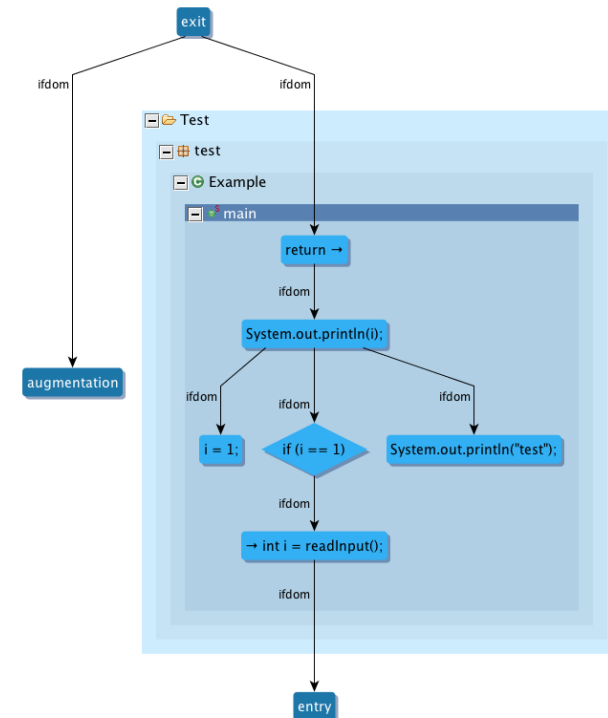 exit
ifdom
ifdom
Test
test
Example
main
return →
ifdom
System.out.println(i);
augmentation
ifdom
ifdom
ifdom
i = 1;
if (i == 1)
System.out.println("test");
ifdom
→ int i = readInput();
ifdom
entry